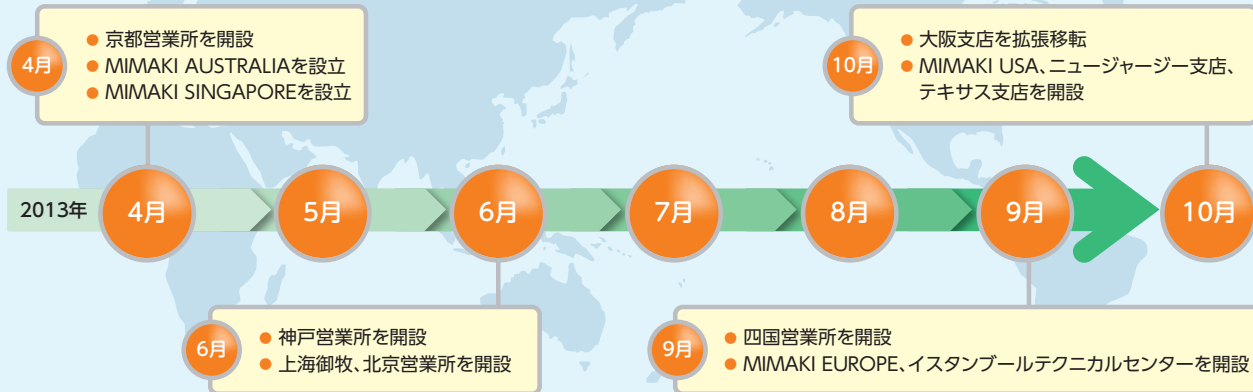 4月
● 京都営業所を開設
● MIMAKI AUSTRALIAを設立
● MIMAKI SINGAPOREを設立
10月
● 大阪支店を拡張移転
● MIMAKI USA、ニュージャージー支店、
テキサス支店を開設
2013年
4月
5月
6月
7月
8月
9月
10月
6月
● 神戸営業所を開設
● 上海御牧、北京営業所を開設
9月
● 四国営業所を開設
● MIMAKI EUROPE、イスタンブールテクニカルセンターを開設